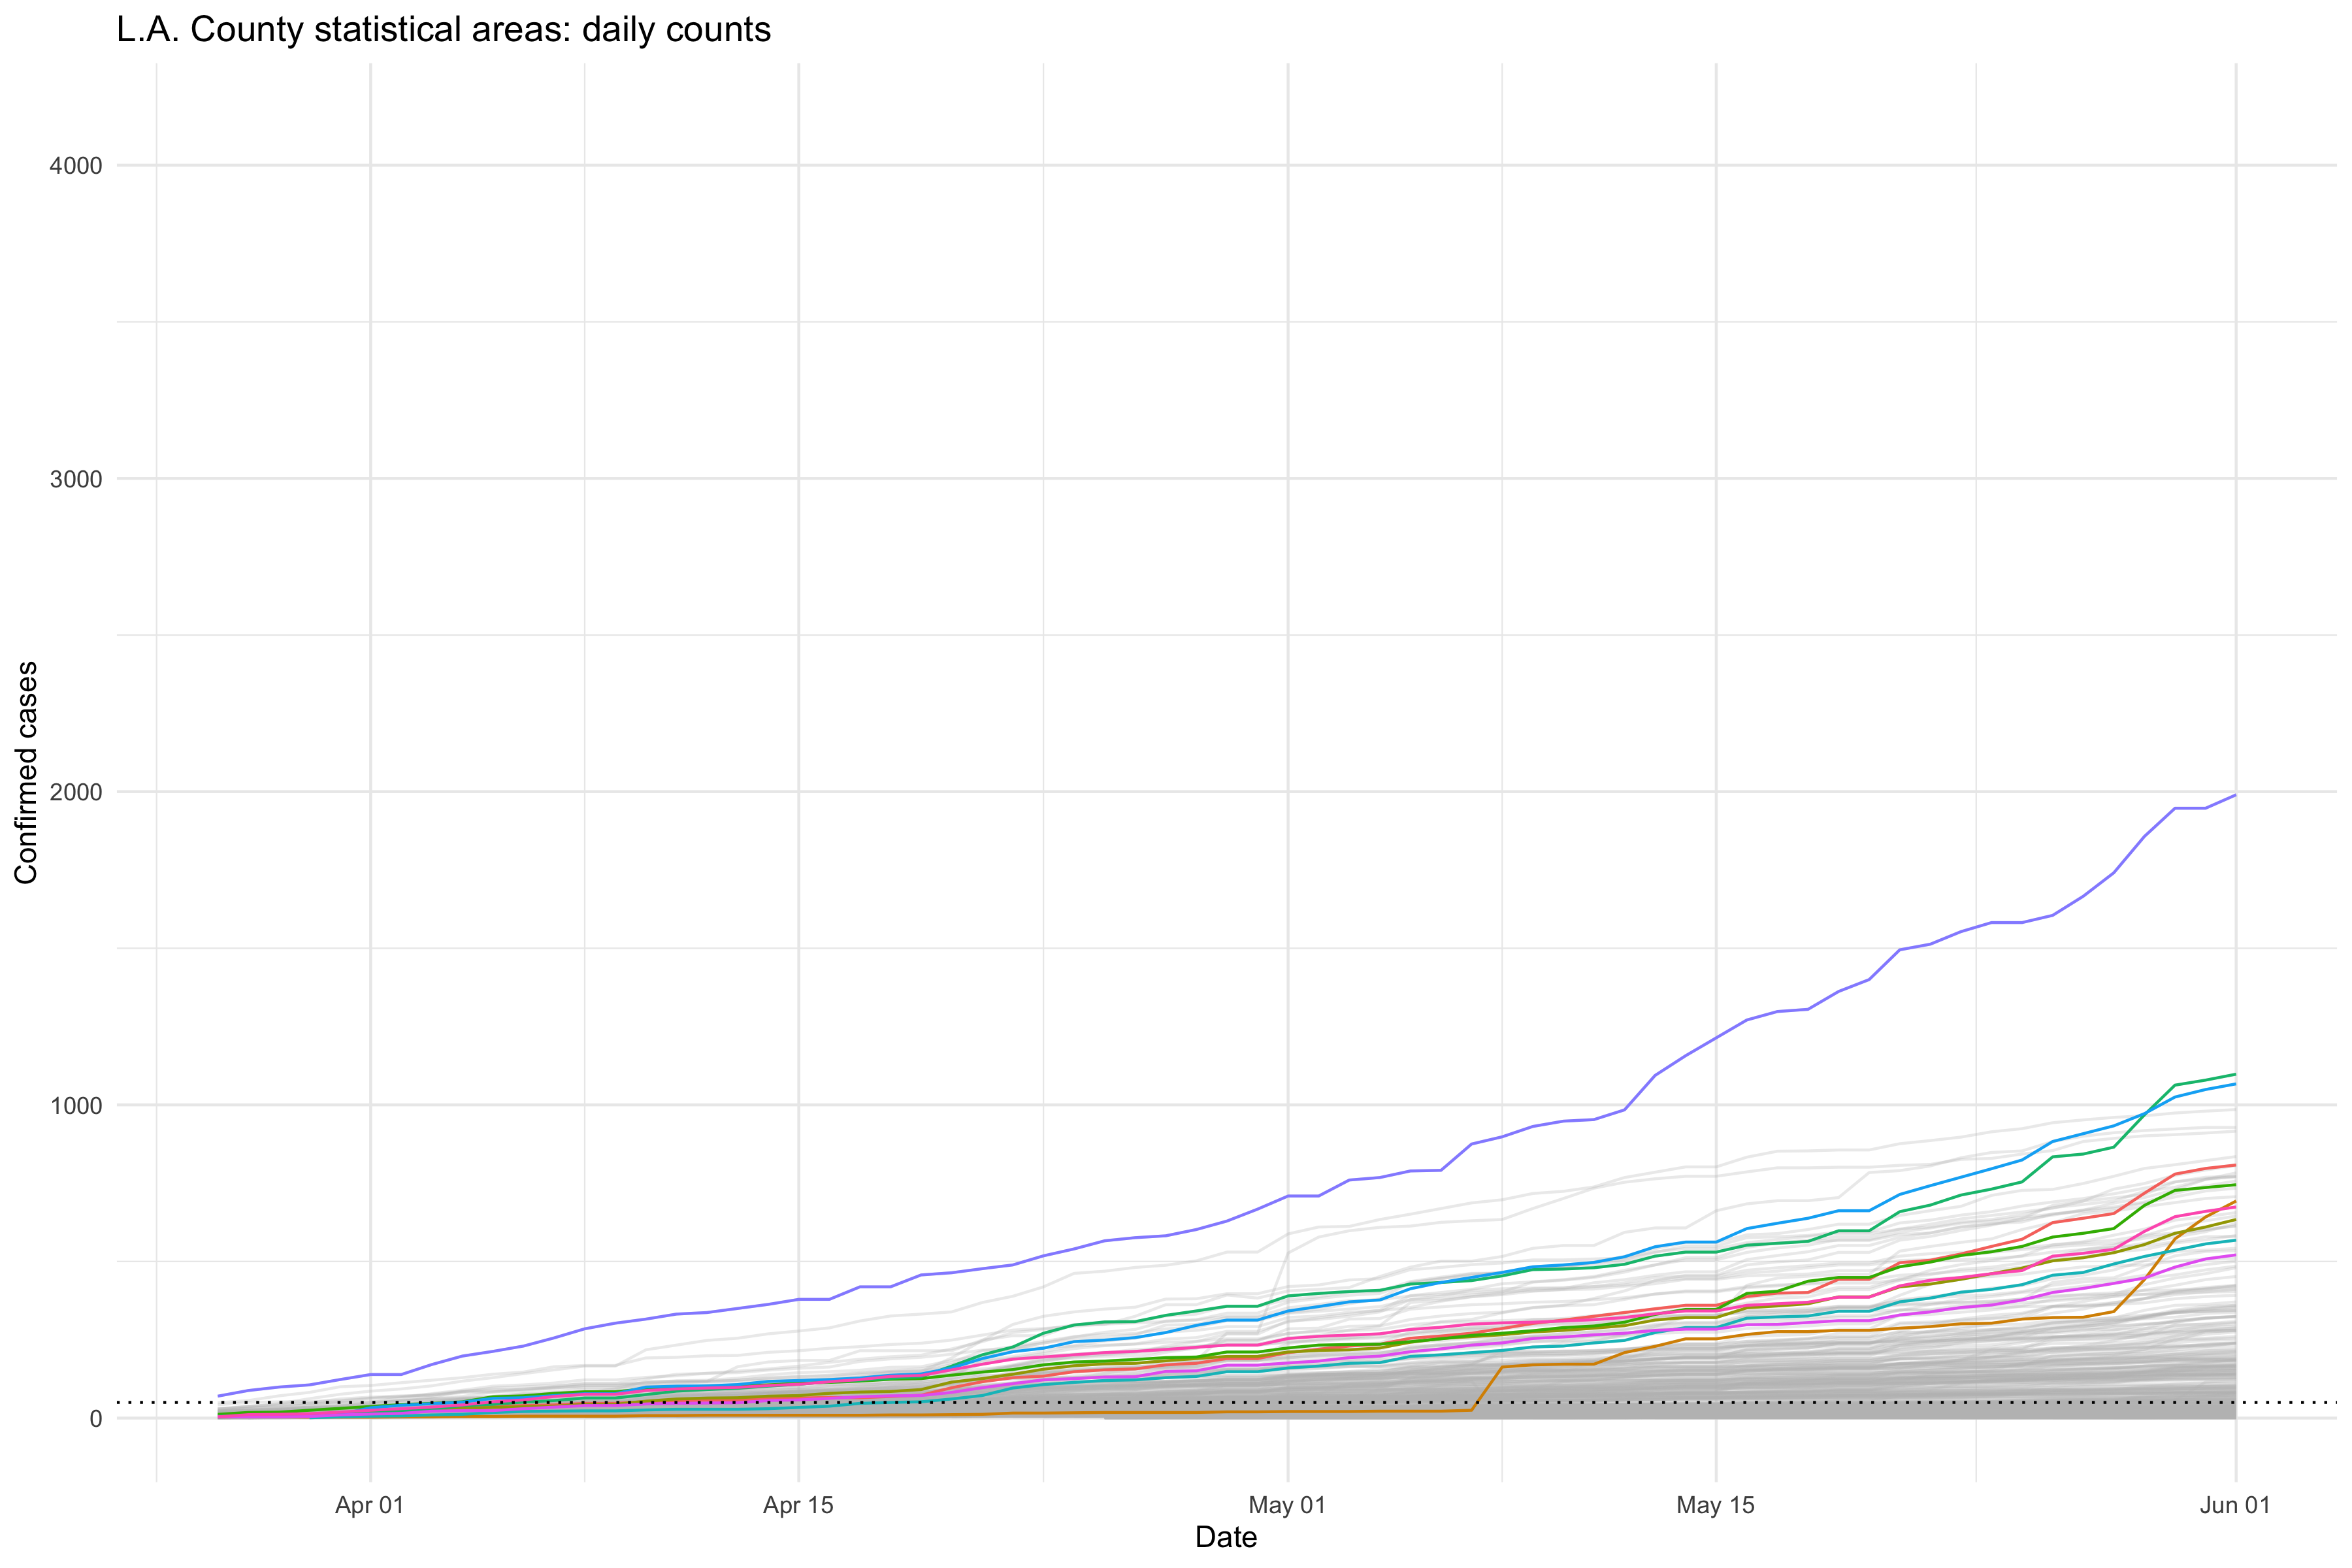 L.A. County statistical areas: daily counts
4000
3000
2000
1000
0
Confirmed cases
Apr 01
Apr 15
May 01
May 15
Jun 01
Date